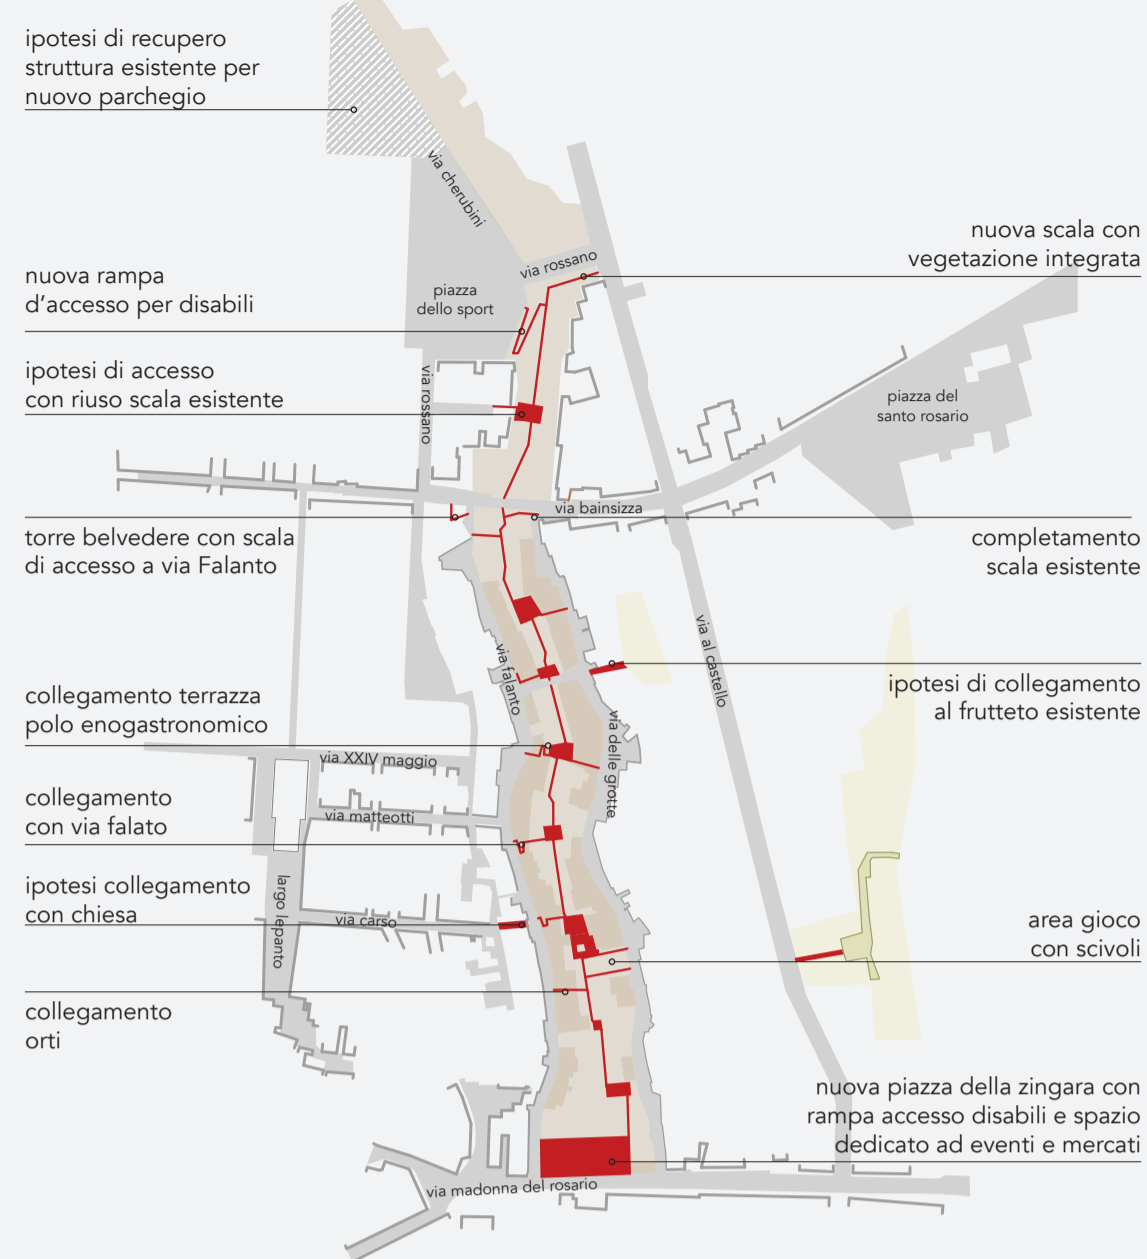 ipotesi di recupero
struttura esistente per
nuovo parchegio
via cherubini
nuova scala con
vegetazione integrata
via rossano
nuova rampa
d'accesso per disabili
piazza
dello sport
ipotesi di accesso
con riuso scala esistente
via rossano
piazza del
santo rosario
via bainsizza
torre belvedere con scala
di accesso a via Falanto
completamento
scala esistente
via al castello
via falanto
ipotesi di collegamento
al frutteto esistente
collegamento terrazza
polo enogastronomico
via delle grotte
via XXIV maggio
collegamento
con via falato
via matteotti
ipotesi collegamento
con chiesa
largo lepanto
via carso
area gioco
con scivoli
collegamento
orti
nuova piazza della zingara con
rampa accesso disabili e spazio
dedicato ad eventi e mercati
via madonna del rosario